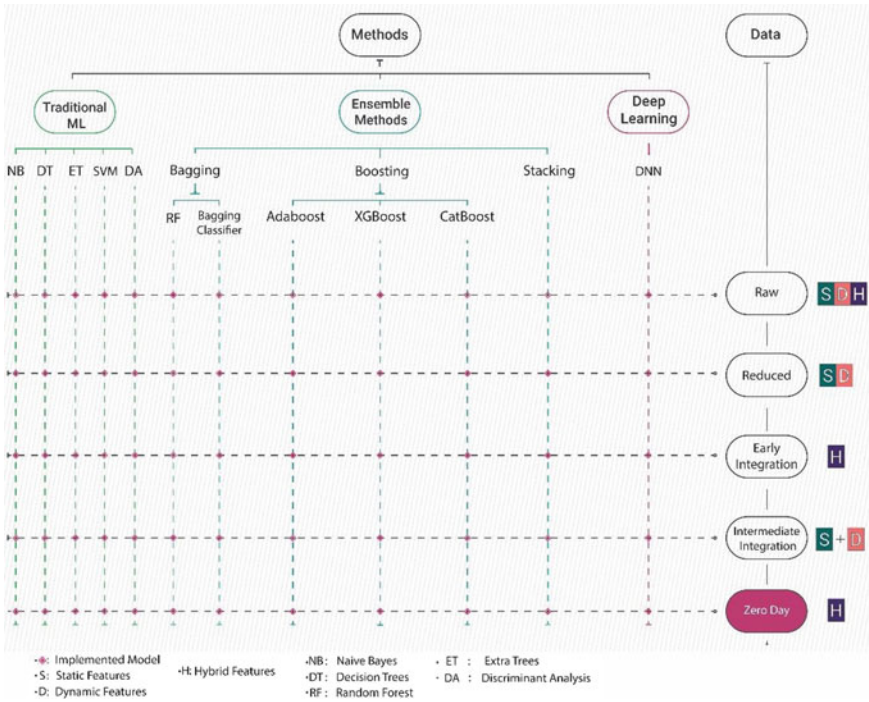 Methods
Data
Traditional
ML
Ensemble
Methods
Deep
Learning
NB DT ET SVM DA
Bagging
Boosting
Stacking
DNN
RF
Bagging
Classifier
Adaboost
XGBoost
CatBoost
Raw
S D H
Reduced
S D
Early
Integration
H
Intermediate
Integration
S + D
Zero Day
H
: Implemented Model
S: Static Features
D: Dynamic Features
H: Hybrid Features
NB: Naive Bayes
DT: Decision Trees
RF: Random Forest
ET : Extra Trees
DA : Discriminant Analysis